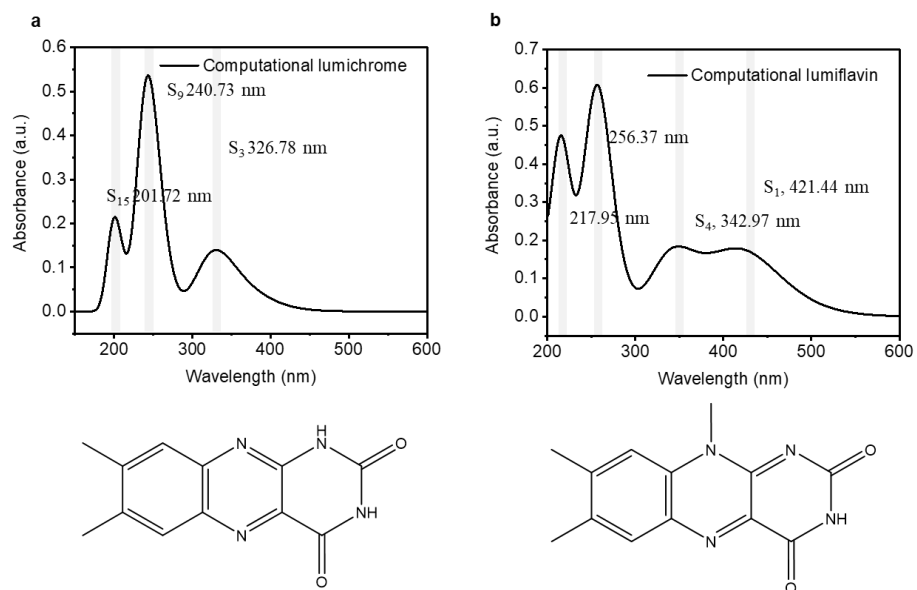 a
Computational lumichrome
S9 240.73 nm
S3 326.78 nm
S15 201.72 nm
Absorbance (a.u.)
0.6
0.5
0.4
0.3
0.2
0.1
0.0
200 300 400 500 600
Wavelength (nm)
b
Computational lumiflavin
256.37 nm
S1, 421.44 nm
217.95 nm
S4, 342.97 nm
Absorbance (a.u.)
0.7
0.6
0.5
0.4
0.3
0.2
0.1
0.0
200 300 400 500 600
Wavelength (nm)
H
N
N
O
NH
N
O
N
N
O
NH
N
O